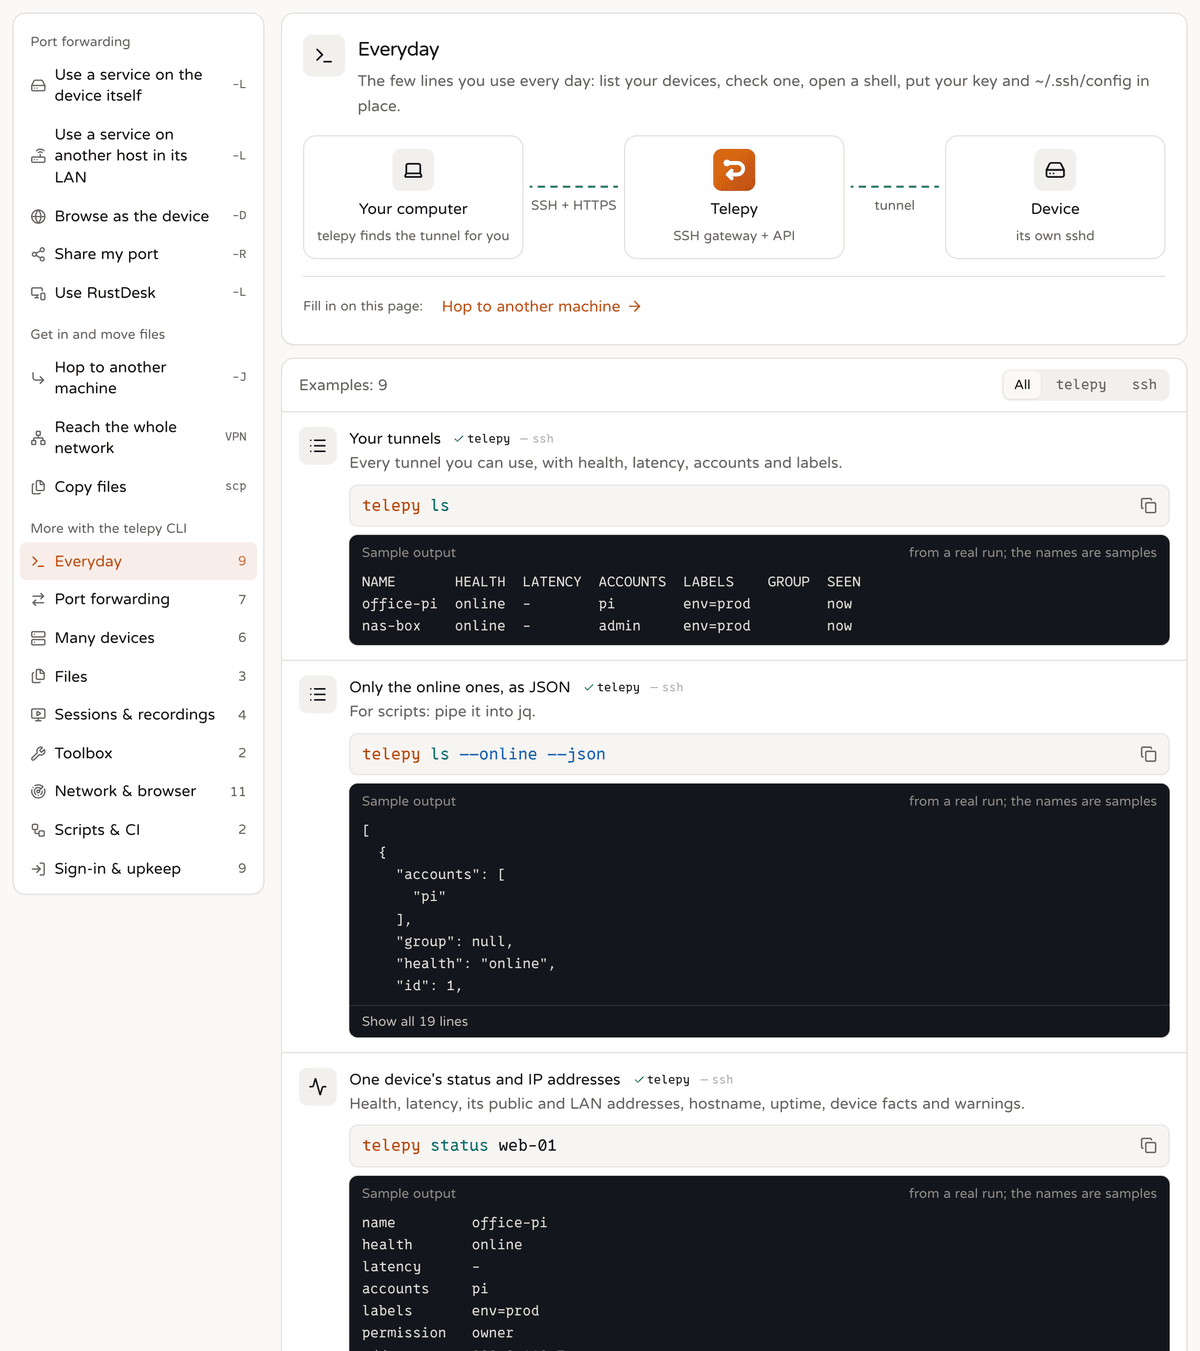 Port forwarding
Use a service on the
device itself
-L
Use a service on
another host in its
LAN
-L
Browse as the device
-D
Share my port
-R
Use RustDesk
-L
Get in and move files
Hop to another
machine
-J
Reach the whole
network
VPN
Copy files
scp
More with the telepy CLI
Everyday 9
Port forwarding 7
Many devices 6
Files 3
Sessions & recordings 4
Toolbox 2
Network & browser 11
Scripts & CI 2
Sign-in & upkeep 9
Everyday
The few lines you use every day: list your devices, check one, open a shell, put your key and ~/.ssh/config in
place.
Your computer
telepy finds the tunnel for you
SSH + HTTPS
Telepy
SSH gateway + API
tunnel
Device
its own sshd
Fill in on this page: Hop to another machine →
Examples: 9
All telepy ssh
Your tunnels ✓ telepy — ssh
Every tunnel you can use, with health, latency, accounts and labels.
telepy ls
Sample output from a real run; the names are samples
NAME HEALTH LATENCY ACCOUNTS LABELS GROUP SEEN
office-pi online - pi env=prod now
nas-box online - admin env=prod now
Only the online ones, as JSON ✓ telepy — ssh
For scripts: pipe it into jq.
telepy ls --online --json
Sample output from a real run; the names are samples
[
{
"accounts": [
"pi"
],
"group": null,
"health": "online",
"id": 1,
Show all 19 lines
One device's status and IP addresses ✓ telepy — ssh
Health, latency, its public and LAN addresses, hostname, uptime, device facts and warnings.
telepy status web-01
Sample output from a real run; the names are samples
name office-pi
health online
latency -
accounts pi
labels env=prod
permission owner